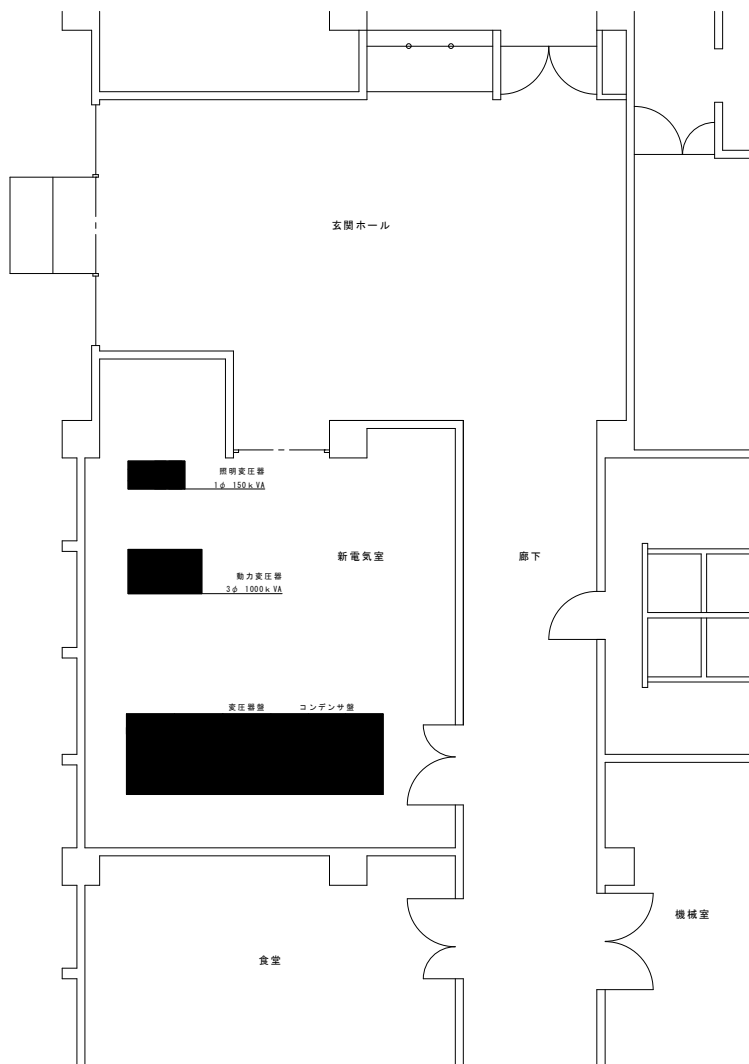 玄関ホール
照明変圧器
1φ 150kVA
新電気室
廊下
動力変圧器
3φ 1000kVA
変圧器盤 コンデンサ盤
機械室
食堂